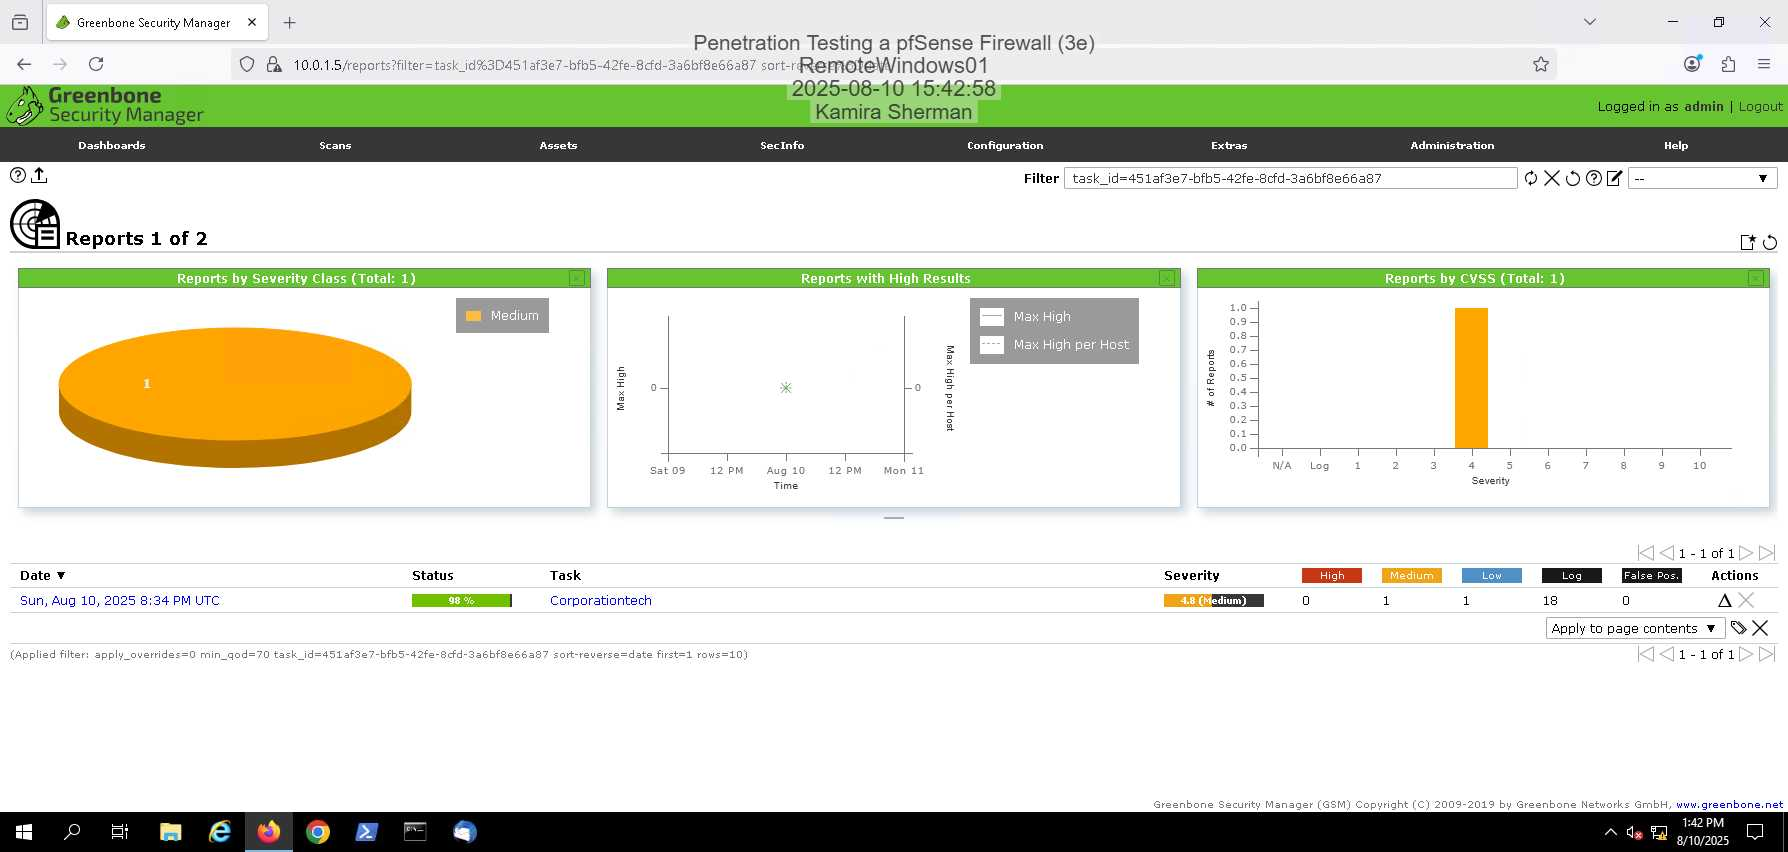 Greenbone Security Manager
Penetration Testing a pfSense Firewall (3e)
10.0.1.5/reports?filter=task_id%3D451af3e7-bfb5-42fe-8cfd-3a6bf8e66a87 sort-
RemoteWindows01
2025-08-10 15:42:58
Kamira Sherman
Greenbone
Security Manager
Logged in as admin | Logout
Dashboards Scans Assets SecInfo Configuration Extras Administration Help
Filter task_id=451af3e7-bfb5-42fe-8cfd-3a6bf8e66a87 --
Reports 1 of 2
Reports by Severity Class (Total: 1)
Medium
1
Reports with High Results
Max High
Max High per Host
Max High
0
0
Max High per Host
Sat 09 12 PM Aug 10 12 PM Mon 11
Time
Reports by CVSS (Total: 1)
# of Reports
1.0
0.9
0.8
0.7
0.6
0.5
0.4
0.3
0.2
0.1
0.0
N/A Log 1 2 3 4 5 6 7 8 9 10
Severity
1 - 1 of 1
Date ▼ Status Task Severity High Medium Low Log False Pos. Actions
Sun, Aug 10, 2025 8:34 PM UTC 98 % Corporationtech 4.8 (Medium) 0 1 1 18 0
Apply to page contents ▼
(Applied filter: apply_overrides=0 min_qod=70 task_id=451af3e7-bfb5-42fe-8cfd-3a6bf8e66a87 sort-reverse=date first=1 rows=10)
1 - 1 of 1
Greenbone Security Manager (GSM) Copyright (C) 2009-2019 by Greenbone Networks GmbH, www.greenbone.net
1:42 PM
8/10/2025